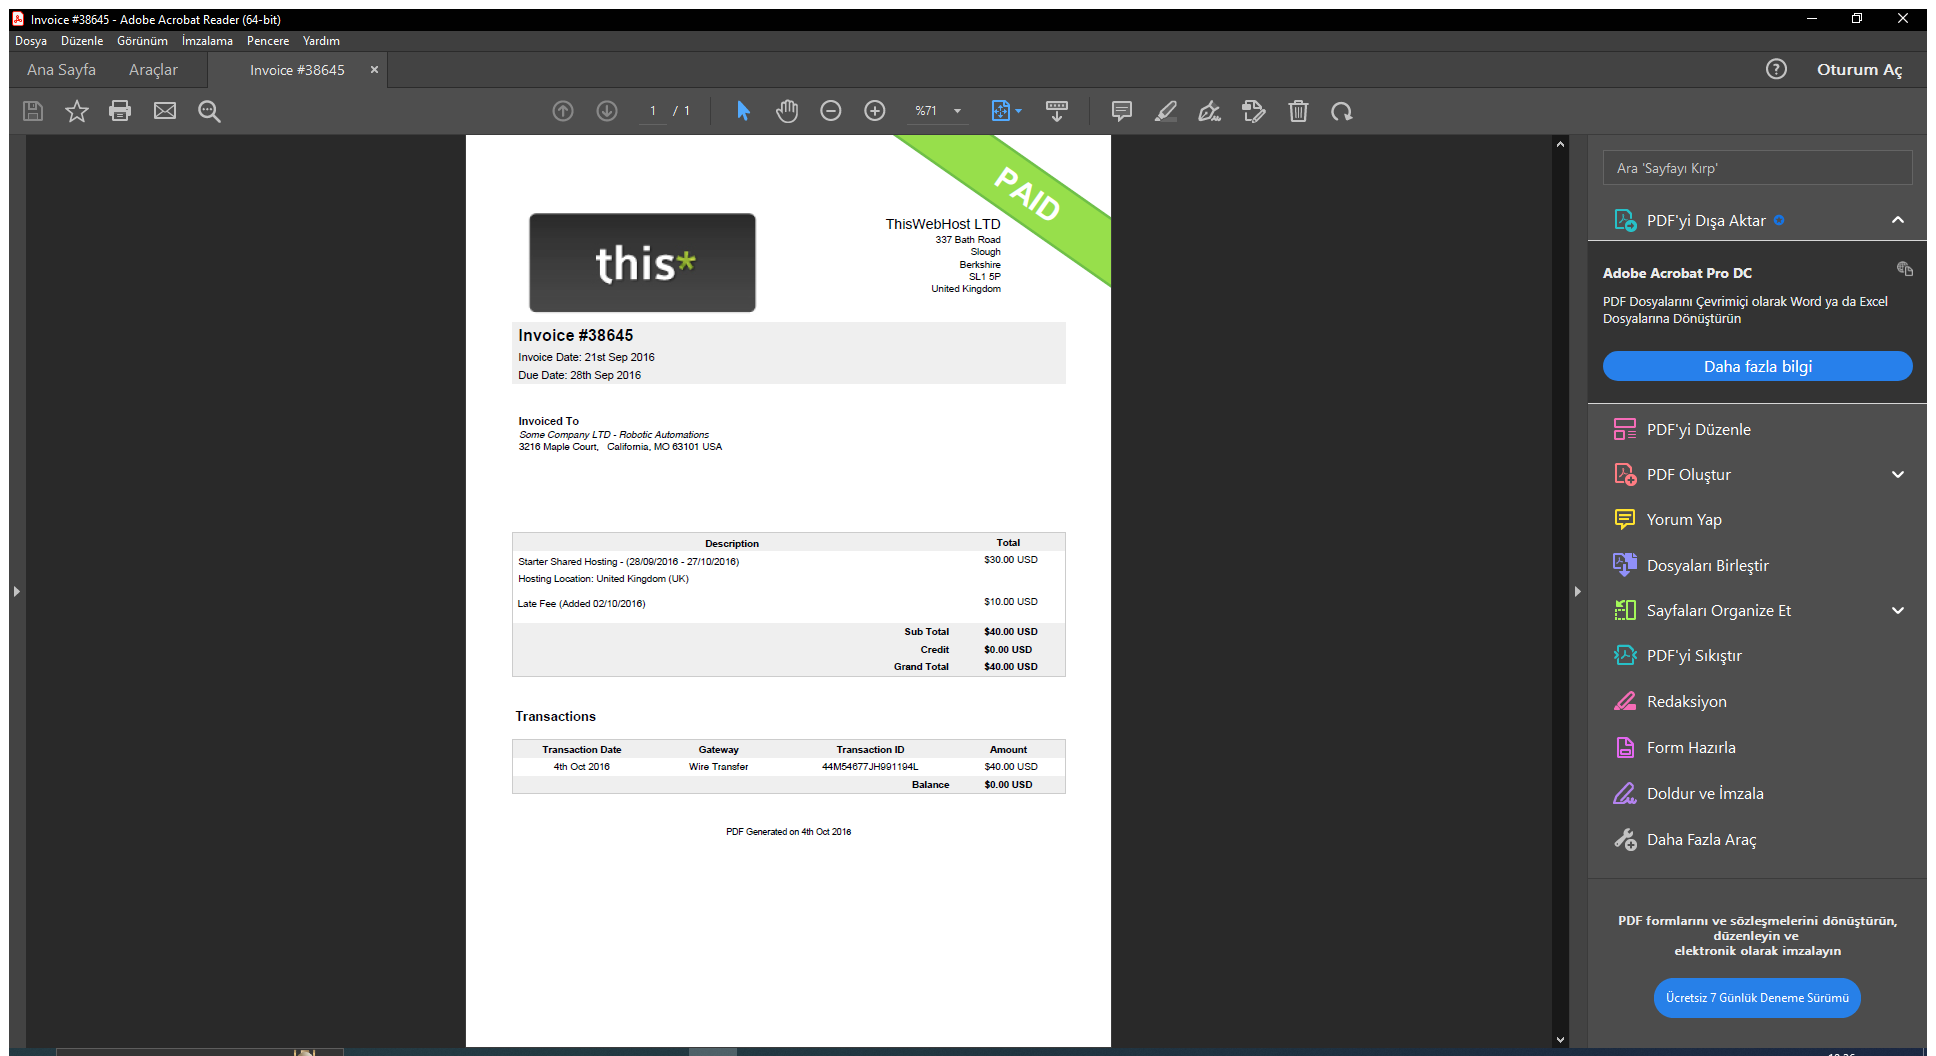 Invoice #38645 - Adobe Acrobat Reader (64-bit)
Dosya Düzenle Görünüm İmzalama Pencere Yardım
Ana Sayfa Araçlar Invoice #38645 × Oturum Aç
1 / 1 %71
PAID
this*
ThisWebHost LTD
337 Bath Road
Slough
Berkshire
SL1 5P
United Kingdom
Invoice #38645
Invoice Date: 21st Sep 2016
Due Date: 28th Sep 2016
Invoiced To
Some Company LTD - Robotic Automations
3216 Maple Court, California, MO 63101 USA
Description Total
Starter Shared Hosting - (28/09/2016 - 27/10/2016) $30.00 USD
Hosting Location: United Kingdom (UK)
Late Fee (Added 02/10/2016) $10.00 USD
Sub Total $40.00 USD
Credit $0.00 USD
Grand Total $40.00 USD
Transactions
Transaction Date Gateway Transaction ID Amount
4th Oct 2016 Wire Transfer 44M54677JH991194L $40.00 USD
Balance $0.00 USD
PDF Generated on 4th Oct 2016
Ara 'Sayfayı Kırp'
PDF'yi Dışa Aktar
Adobe Acrobat Pro DC
PDF Dosyalarını Çevrimiçi olarak Word ya da Excel
Dosyalarına Dönüştürün
Daha fazla bilgi
PDF'yi Düzenle
PDF Oluştur
Yorum Yap
Dosyaları Birleştir
Sayfaları Organize Et
PDF'yi Sıkıştır
Redaksiyon
Form Hazırla
Doldur ve İmzala
Daha Fazla Araç
PDF formlarını ve sözleşmelerini dönüştürün,
düzenleyin ve
elektronik olarak imzalayın
Ücretsiz 7 Günlük Deneme Sürümü